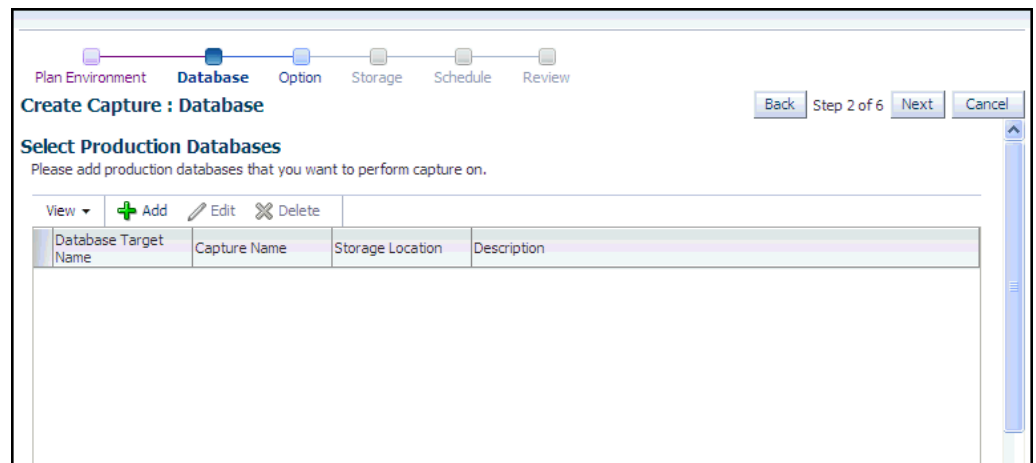 Plan Environment Database Option Storage Schedule Review
Create Capture : Database
Back Step 2 of 6 Next Cancel
Select Production Databases
Please add production databases that you want to perform capture on.
View Add Edit Delete
Database Target Name Capture Name Storage Location Description